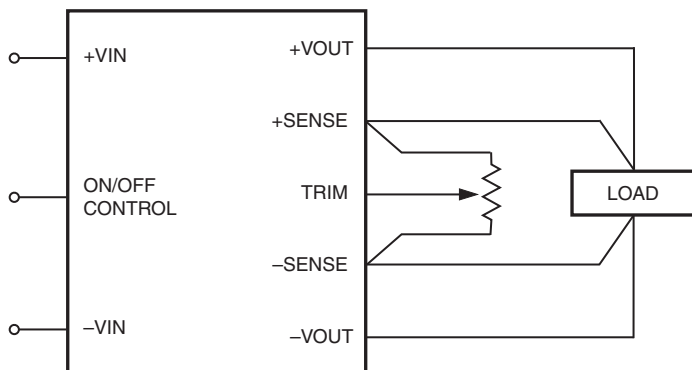 +VIN
ON/OFF
CONTROL
–VIN
+VOUT
+SENSE
TRIM
–SENSE
–VOUT
LOAD